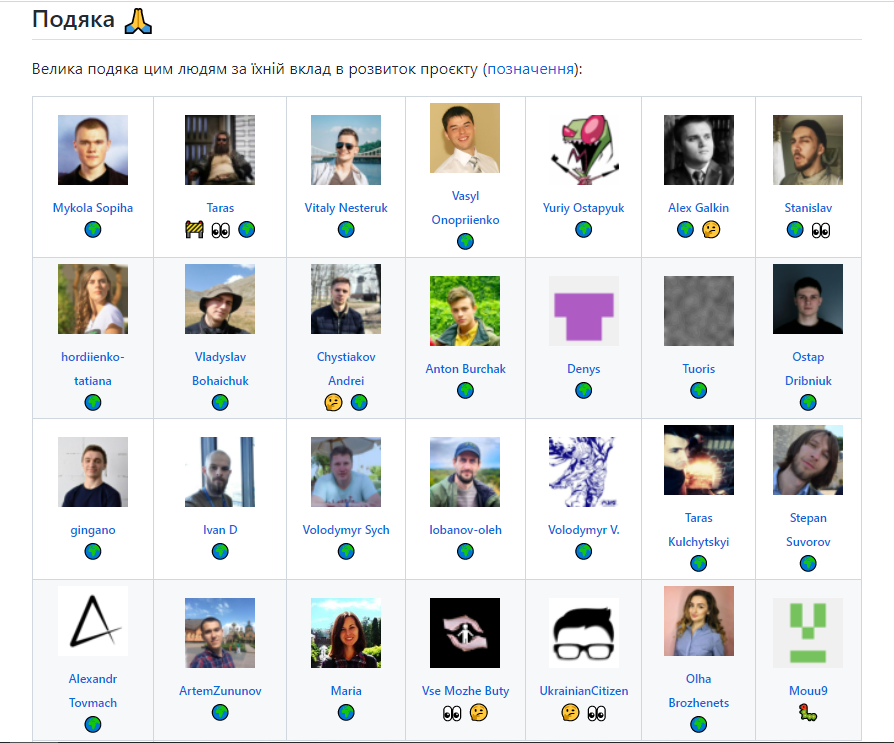 Подяка 🙏
Велика подяка цим людям за їхній вклад в розвиток проєкту (позначення):
Mykola Sopiha
Taras
Vitaly Nesteruk
Vasyl
Onopriienko
Yuriy Ostapyuk
Alex Galkin
Stanislav
hordiienko-
tatiana
Vladyslav
Bohaichuk
Chystiakov
Andrei
Anton Burchak
Denys
Tuoris
Ostap
Dribniuk
gingano
Ivan D
Volodymyr Sych
lobanov-oleh
Volodymyr V.
Taras
Kulchytskyi
Stepan
Suvorov
Alexandr
Tovmach
ArtemZununov
Maria
Vse Mozhe Buty
UkrainianCitizen
Olha
Brozhenets
Mouu9